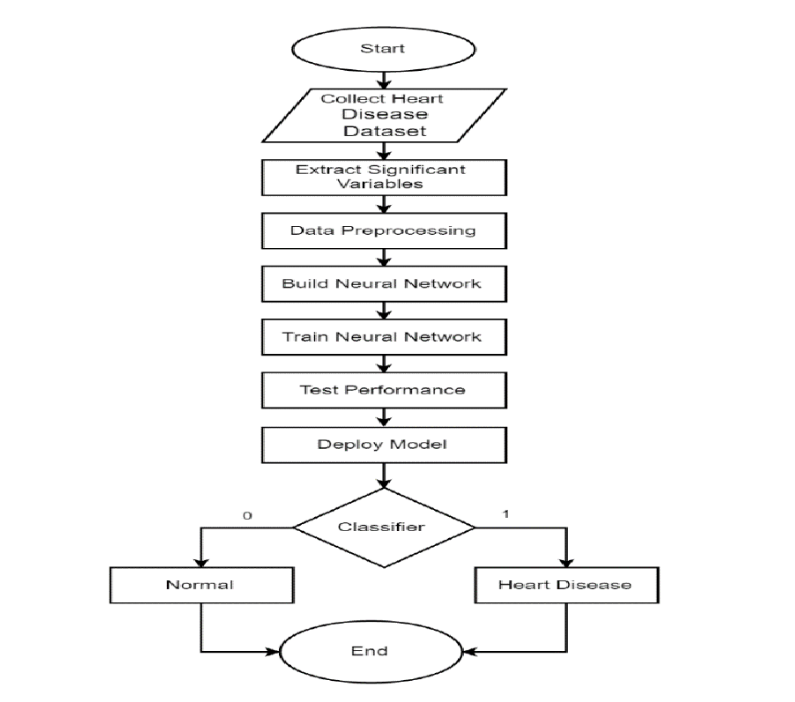 Start
Collect Heart
Disease
Dataset
Extract Significant
Variables
Data Preprocessing
Build Neural Network
Train Neural Network
Test Performance
Deploy Model
0
Classifier
1
Normal
Heart Disease
End